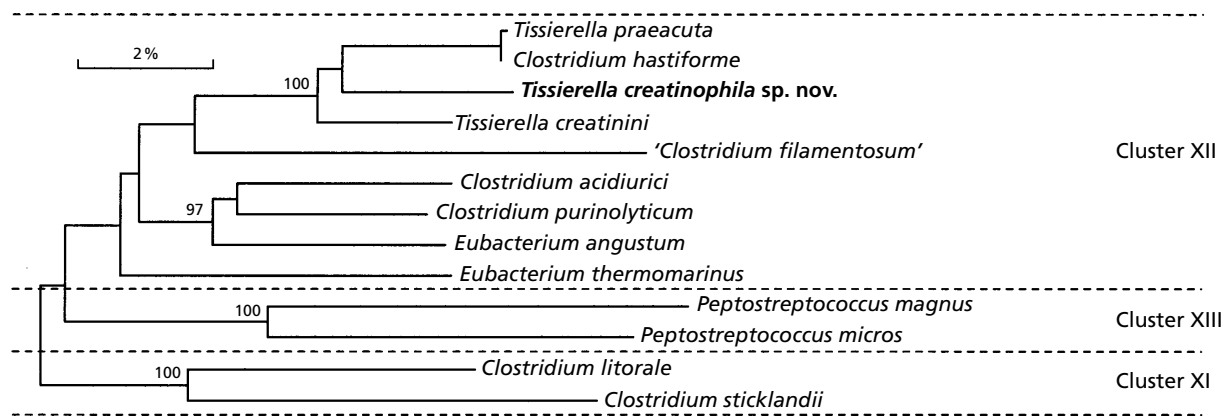 Tissierella praeacuta
2%
Clostridium hastiforme
100
Tissierella creatinophila sp. nov.
Tissierella creatinini
'Clostridium filamentosum'
Cluster XII
Clostridium acidiurici
97
Clostridium purinolyticum
Eubacterium angustum
Eubacterium thermomarinus
Peptostreptococcus magnus
100
Cluster XIII
Peptostreptococcus micros
Clostridium litorale
100
Cluster XI
Clostridium sticklandii